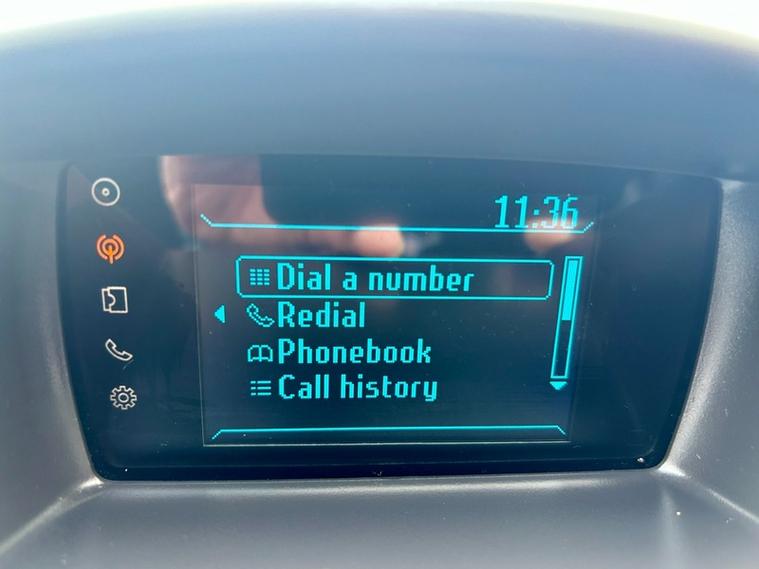 11:36
Dial a number
Redial
Phonebook
Call history